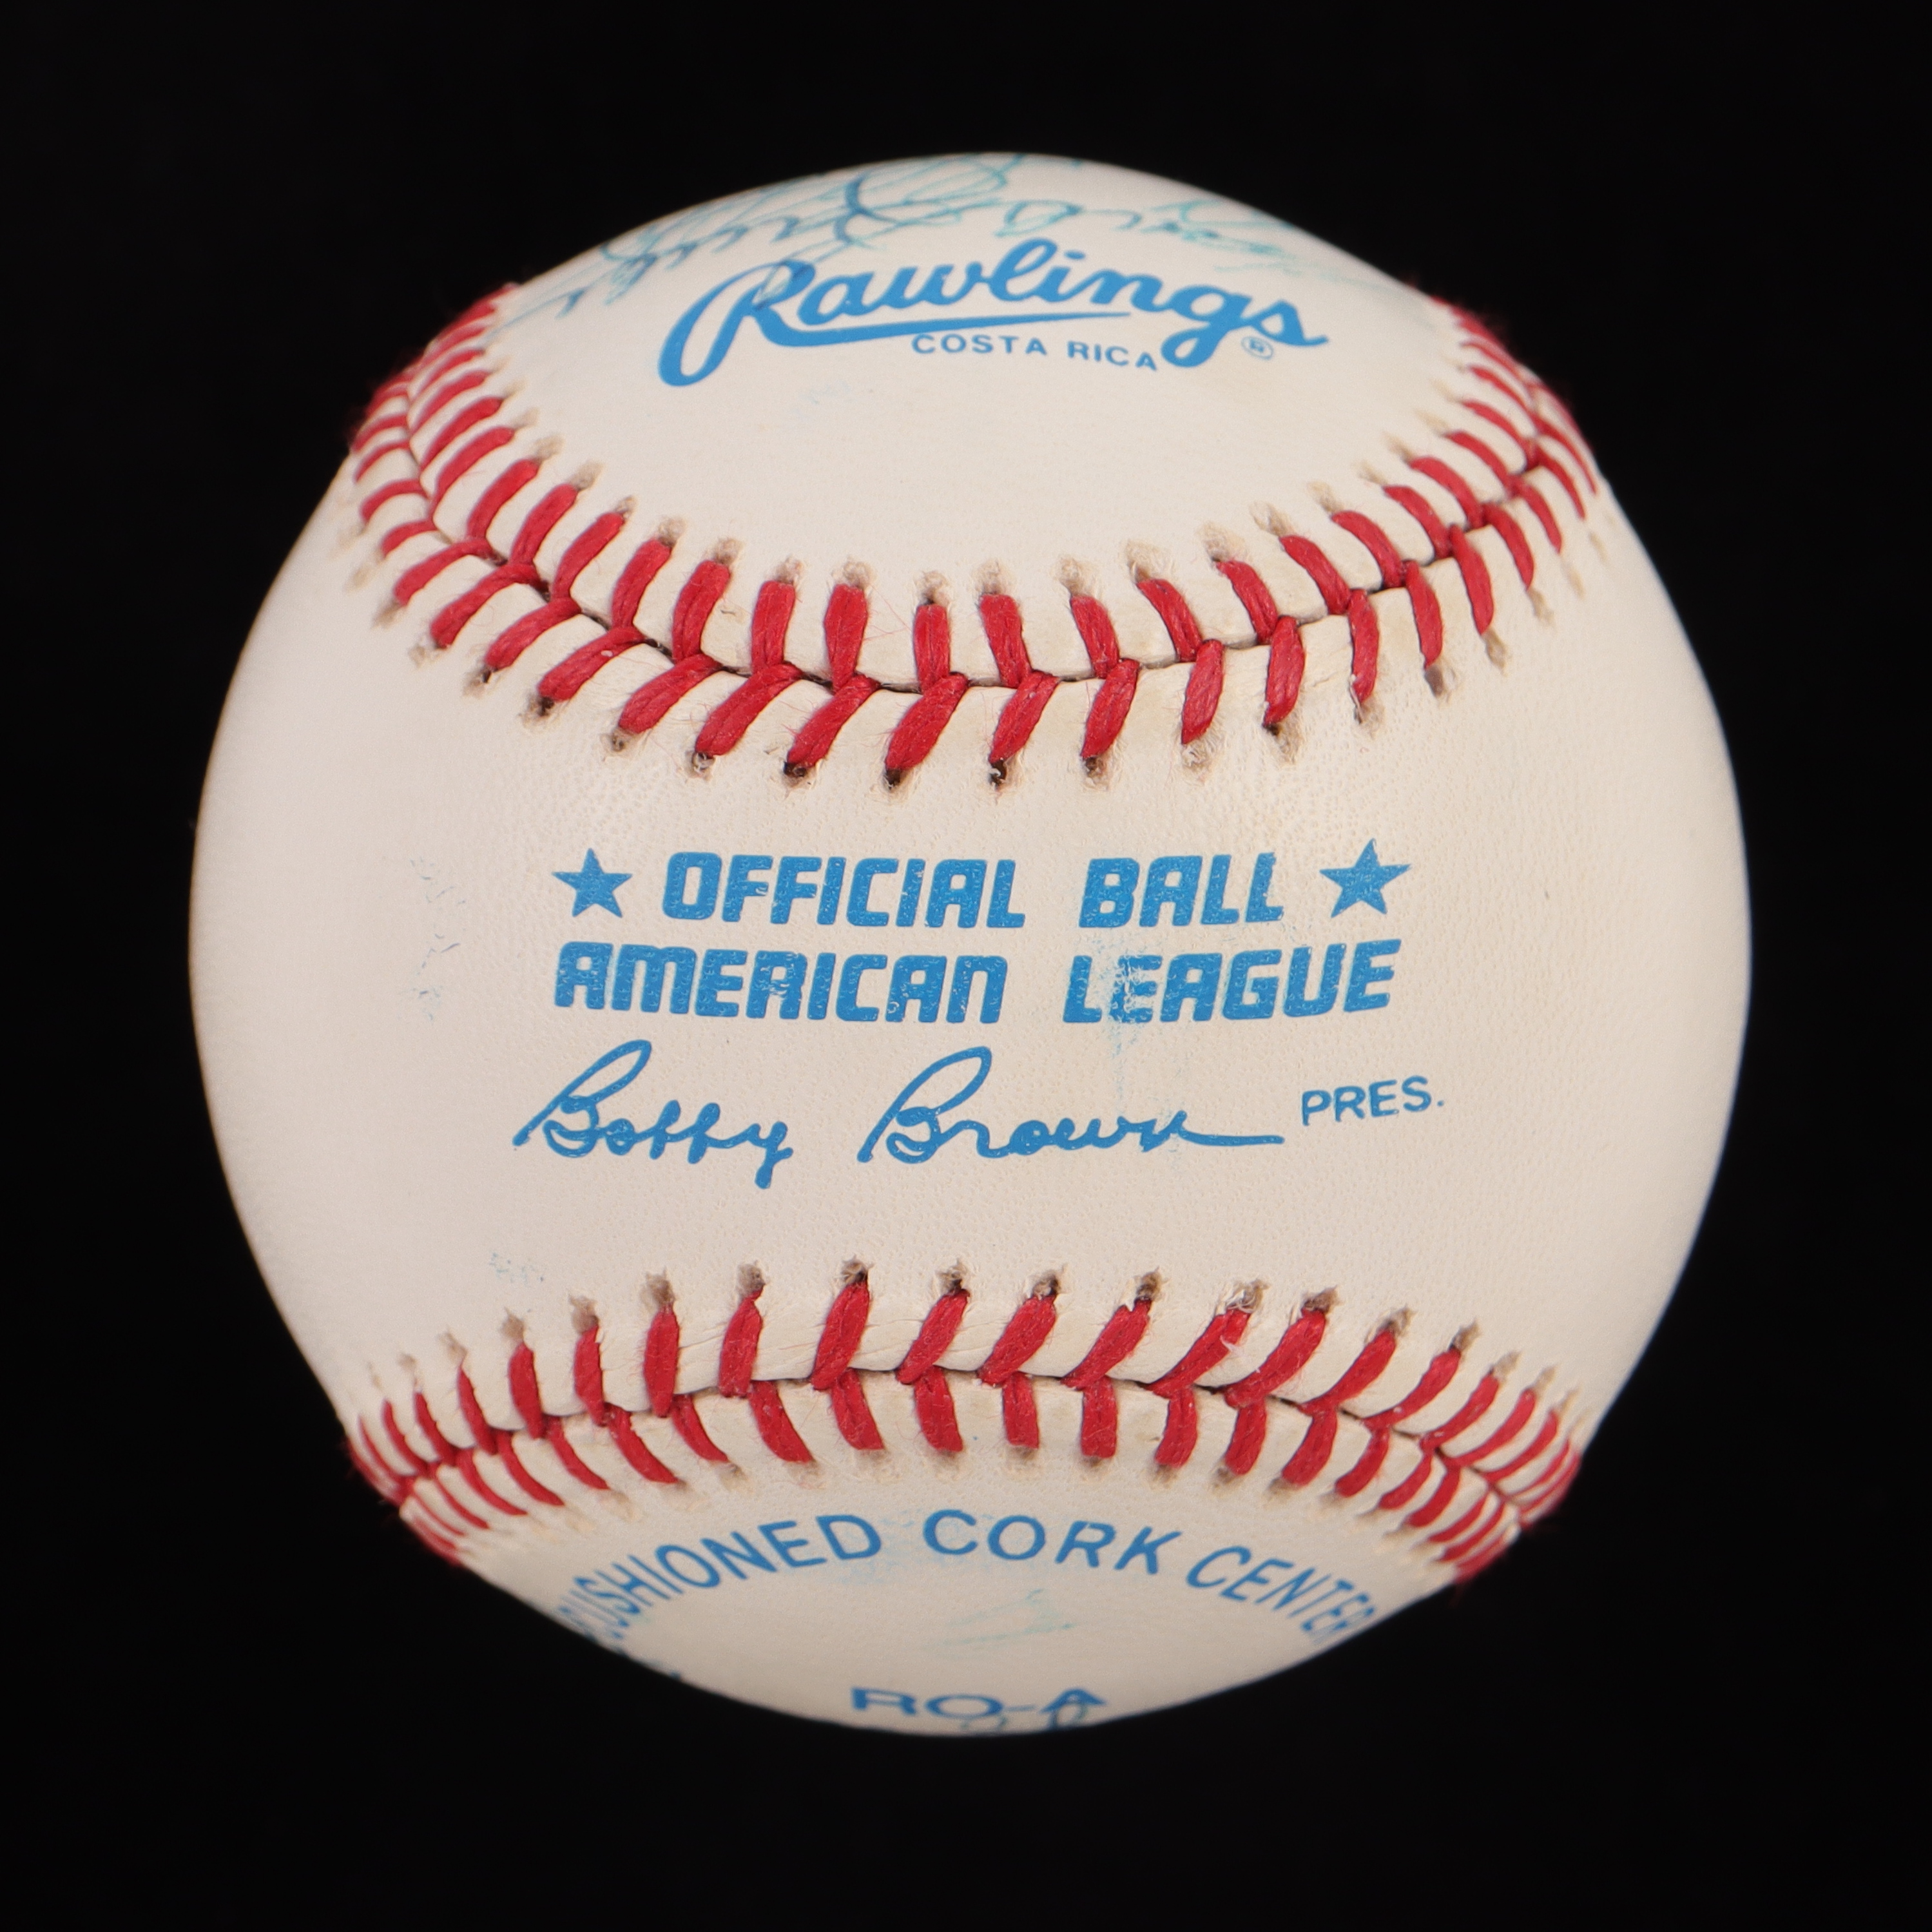 Rawlings®
COSTA RICA
★ OFFICIAL BALL ★
AMERICAN LEAGUE
Bobby Brown PRES.
CUSHIONED CORK CENTER
RO-A